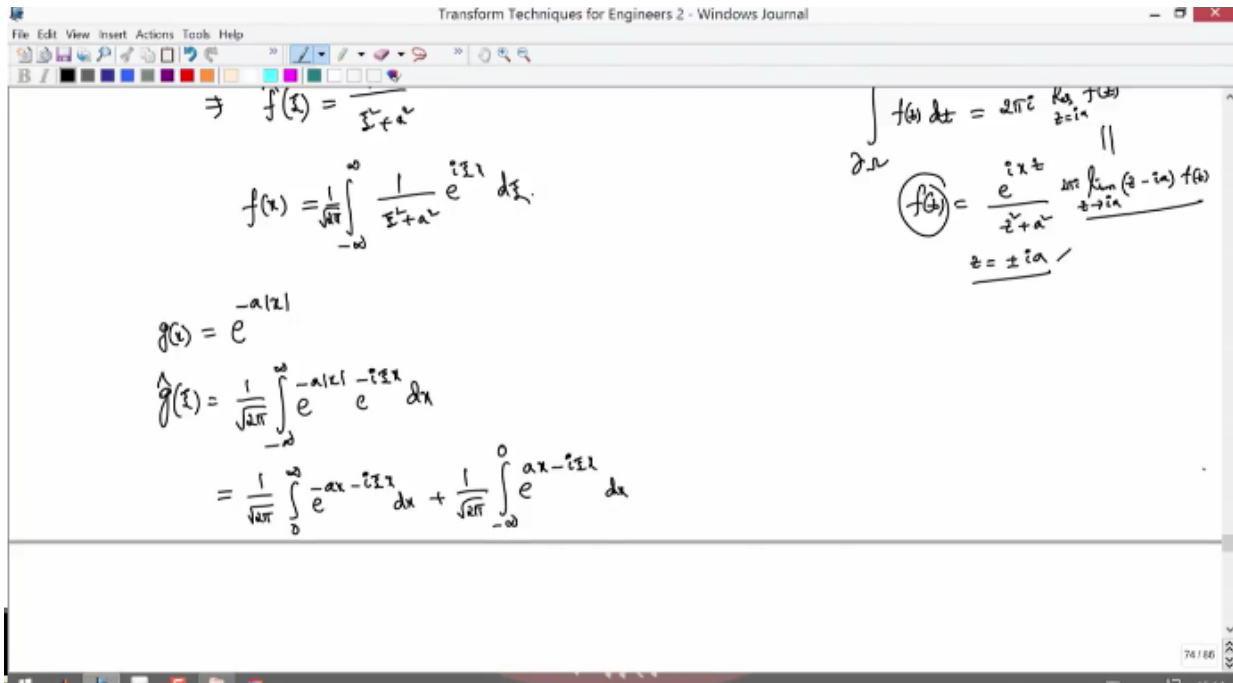 Transform Techniques for Engineers 2 - Windows Journal
File Edit View Insert Actions Tools Help
B I
⇒ f̂(ξ) = 1/(ξ²+a²)
f(x) = 1/√2π ∫_{-∞}^{∞} 1/(ξ²+a²) e^{iξx} dξ.
g(x) = e^{-a|x|}
ĝ(ξ) = 1/√2π ∫_{-∞}^{∞} e^{-a|x|} e^{-iξx} dx
= 1/√2π ∫_{0}^{∞} e^{-ax-iξx} dx + 1/√2π ∫_{-∞}^{0} e^{ax-iξx} dx
∫_{∂Ω} f(z) dz = 2πi Res_{z=ia} f(z)
||
f(z) = e^{ixz}/(z²+a²) 2πi lim_{z→ia} (z-ia) f(z)
z = ±ia
74 / 86